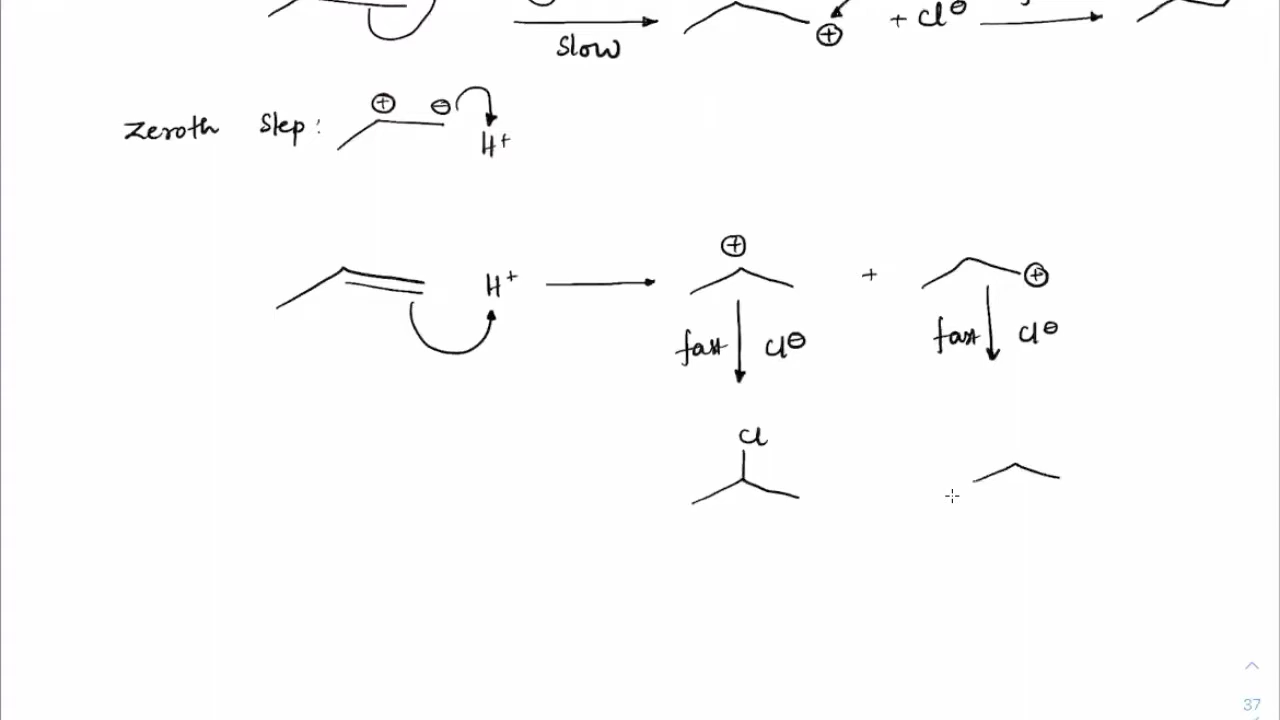 ⊕ + Cl⊖
Slow
Zeroth Step: ⊕ ⊖
H+
H+ ⊕ + ⊕
fast Cl⊖ fast Cl⊖
Cl
37